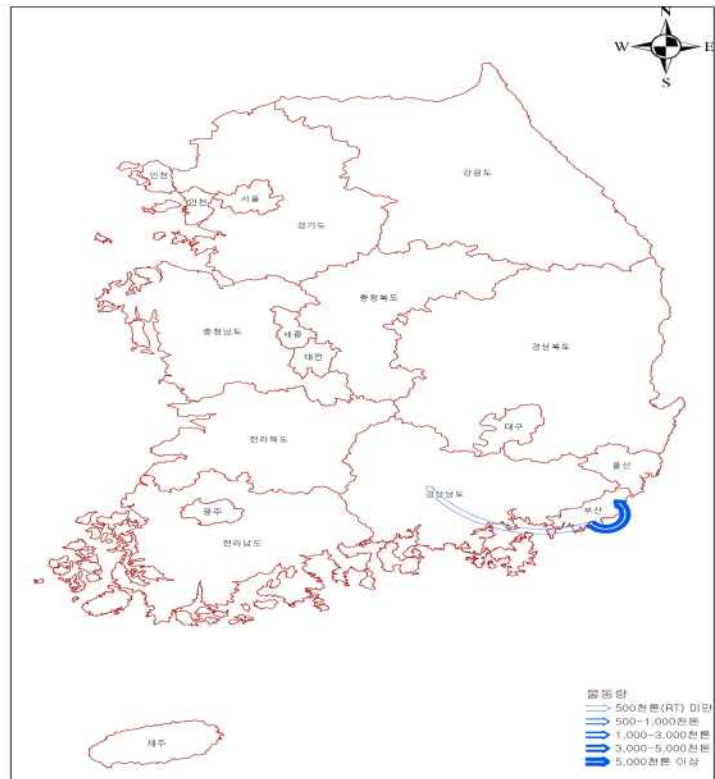 N
W E
S
강원도
인천
인천
서울
경기도
충청북도
충청남도
세종
대전
경상북도
대구
전라북도
울산
경상남도
부산
광주
전라남도
제주
물동량
500천톤(RT) 미만
500-1,000천톤
1,000-3,000천톤
3,000-5,000천톤
5,000천톤 이상